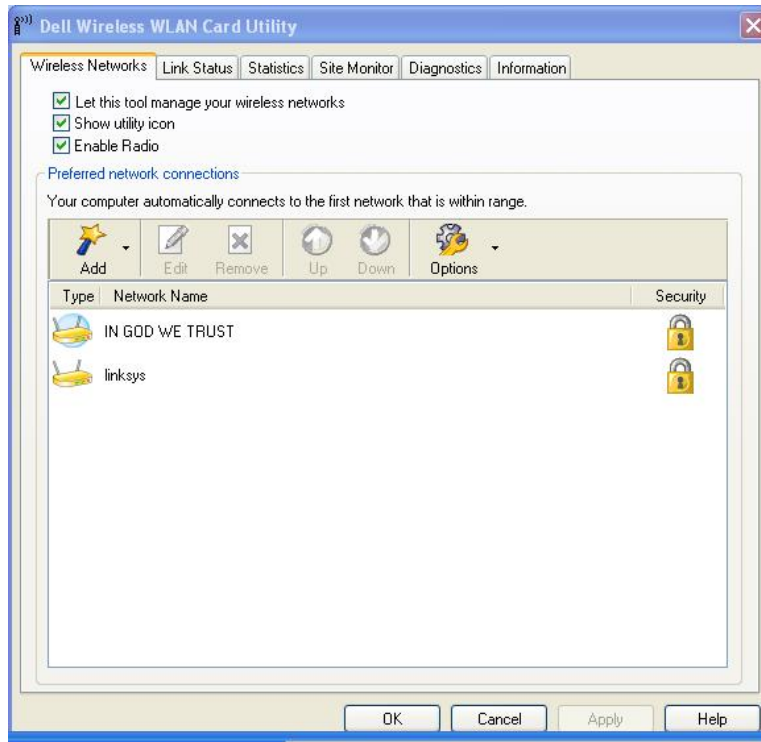 Dell Wireless WLAN Card Utility
Wireless Networks Link Status Statistics Site Monitor Diagnostics Information
Let this tool manage your wireless networks
Show utility icon
Enable Radio
Preferred network connections
Your computer automatically connects to the first network that is within range.
Add Edit Remove Up Down Options
Type Network Name Security
IN GOD WE TRUST
linksys
OK Cancel Apply Help